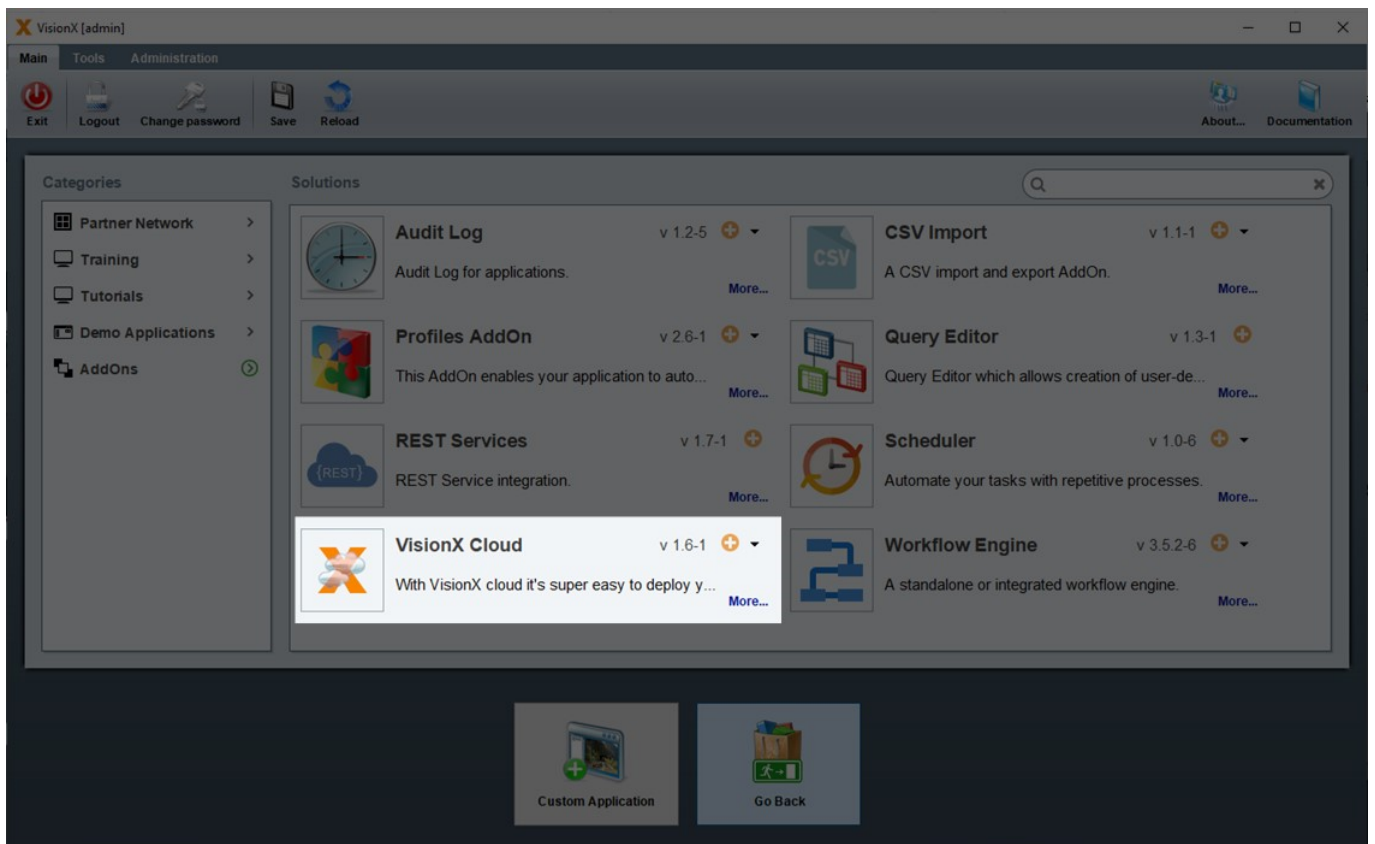 VisionX [admin]
Main Tools Administration
Exit Logout Change password Save Reload About... Documentation
Categories
Partner Network
Training
Tutorials
Demo Applications
AddOns
Solutions
Audit Log v 1.2-5
Audit Log for applications.
More...
CSV
CSV Import v 1.1-1
A CSV import and export AddOn.
More...
Profiles AddOn v 2.6-1
This AddOn enables your application to auto...
More...
Query Editor v 1.3-1
Query Editor which allows creation of user-de...
More...
{REST}
REST Services v 1.7-1
REST Service integration.
More...
Scheduler v 1.0-6
Automate your tasks with repetitive processes.
More...
VisionX Cloud v 1.6-1
With VisionX cloud it's super easy to deploy y...
More...
Workflow Engine v 3.5.2-6
A standalone or integrated workflow engine.
More...
Custom Application
Go Back